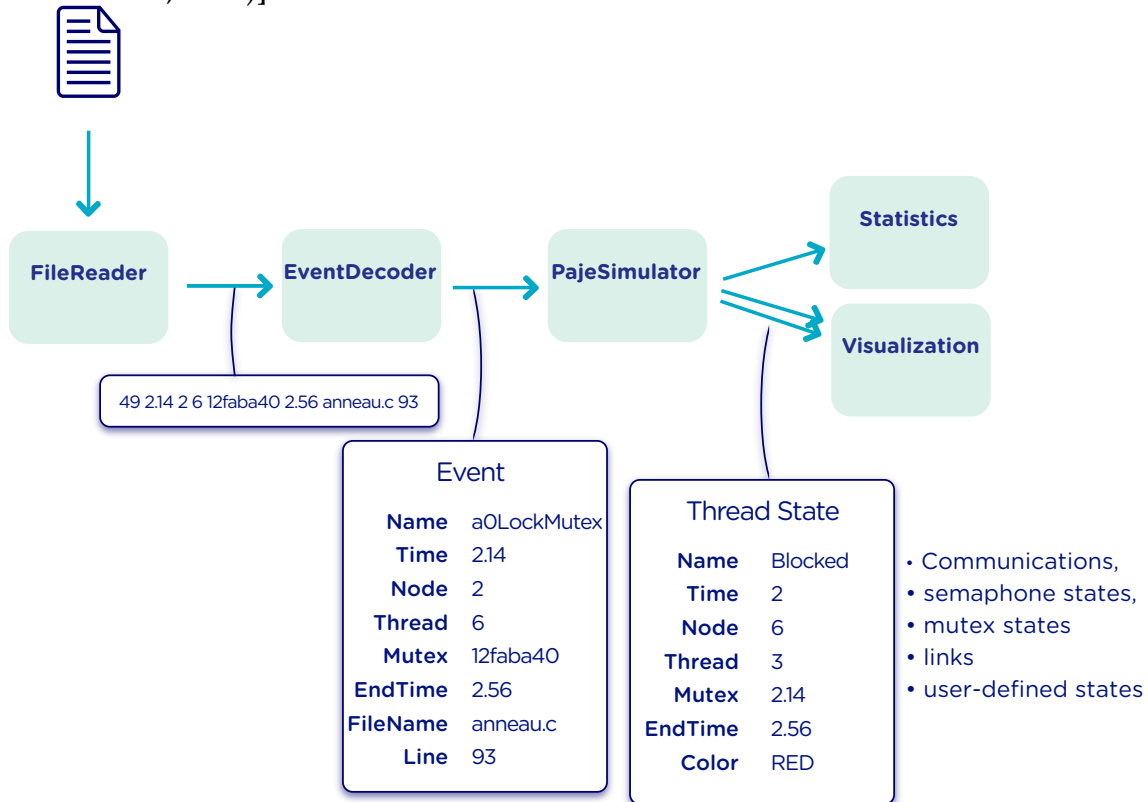 Statistics
FileReader
EventDecoder
PajeSimulator
Visualization
49 2.14 2 6 12faba40 2.56 anneau.c 93
Event
Name a0LockMutex
Time 2.14
Node 2
Thread 6
Mutex 12faba40
EndTime 2.56
FileName anneau.c
Line 93
Thread State
Name Blocked
Time 2
Node 6
Thread 3
Mutex 2.14
EndTime 2.56
Color RED
• Communications,
• semaphone states,
• mutex states
• links
• user-defined states